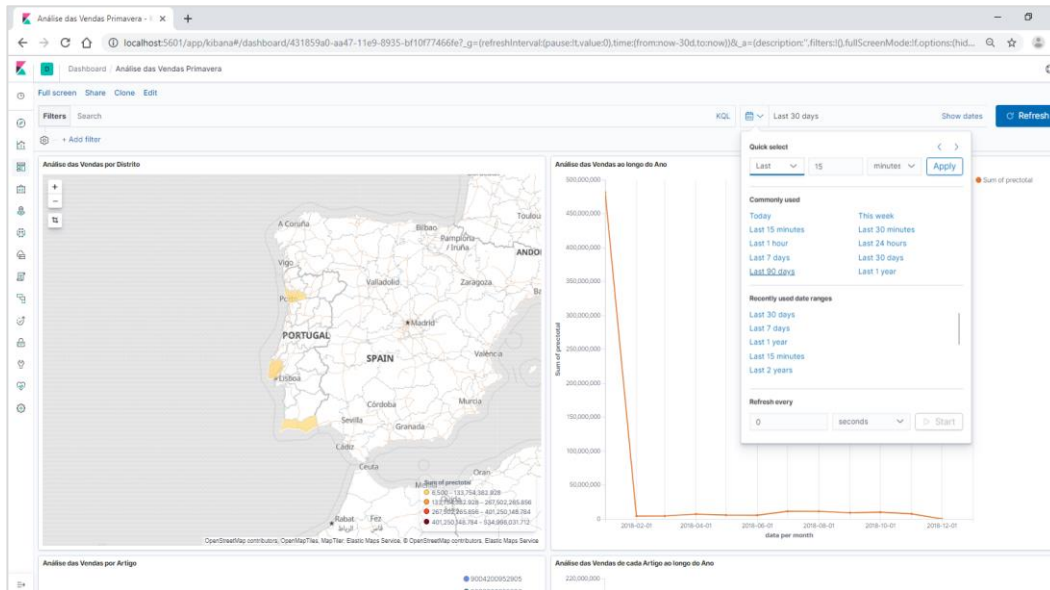 Análise das Vendas Primavera - K
localhost:5601/app/kibana#/dashboard/431859a0-aa47-11e9-8935-bf10f77466fe?_g=(refreshInterval:(pause:!t,value:0),time:(from:now-30d,to:now))&_a=(description:'',filters:!(),fullScreenMode:!f,options:(hid...
Dashboard / Análise das Vendas Primavera
Full screen Share Clone Edit
Filters Search KQL Last 30 days Show dates Refresh
+ Add filter
Análise das Vendas por Distrito
+
−
A Coruña
Bilbao
Toulou
Pamplona
/ Iruña
ANDO
Vigo
Valladolid
Zaragoza
Ba
Madrid
PORTUGAL
SPAIN
València
Lisboa
Córdoba
Murcia
Sevilla
Granada
Cádiz
Ceuta
Oran
Rabat
الرباط
Fez
فاس
Sum of prectotal
8,500 - 133,754,382.928
133,754,382.928 - 267,502,265.856
267,502,265.856 - 401,250,148.784
401,250,148.784 - 534,998,031.712
OpenStreetMap contributors, OpenMapTiles, MapTiler, Elastic Maps Service, © OpenStreetMap contributors, Elastic Maps Service
Análise das Vendas ao longo do Ano
500,000,000
450,000,000
400,000,000
350,000,000
300,000,000
250,000,000
200,000,000
150,000,000
100,000,000
50,000,000
0
Sum of prectotal
2018-02-01 2018-04-01 2018-06-01 2018-08-01 2018-10-01 2018-12-01
date per month
Sum of prectotal
Quick select
Last 15 minutes Apply
Commonly used
Today This week
Last 15 minutes Last 30 minutes
Last 1 hour Last 24 hours
Last 7 days Last 30 days
Last 90 days Last 1 year
Recently used date ranges
Last 30 days
Last 7 days
Last 1 year
Last 15 minutes
Last 2 years
Refresh every
0 seconds Start
Análise das Vendas por Artigo
9004200952805
Análise das Vendas de cada Artigo ao longo do Ano
220,000,000